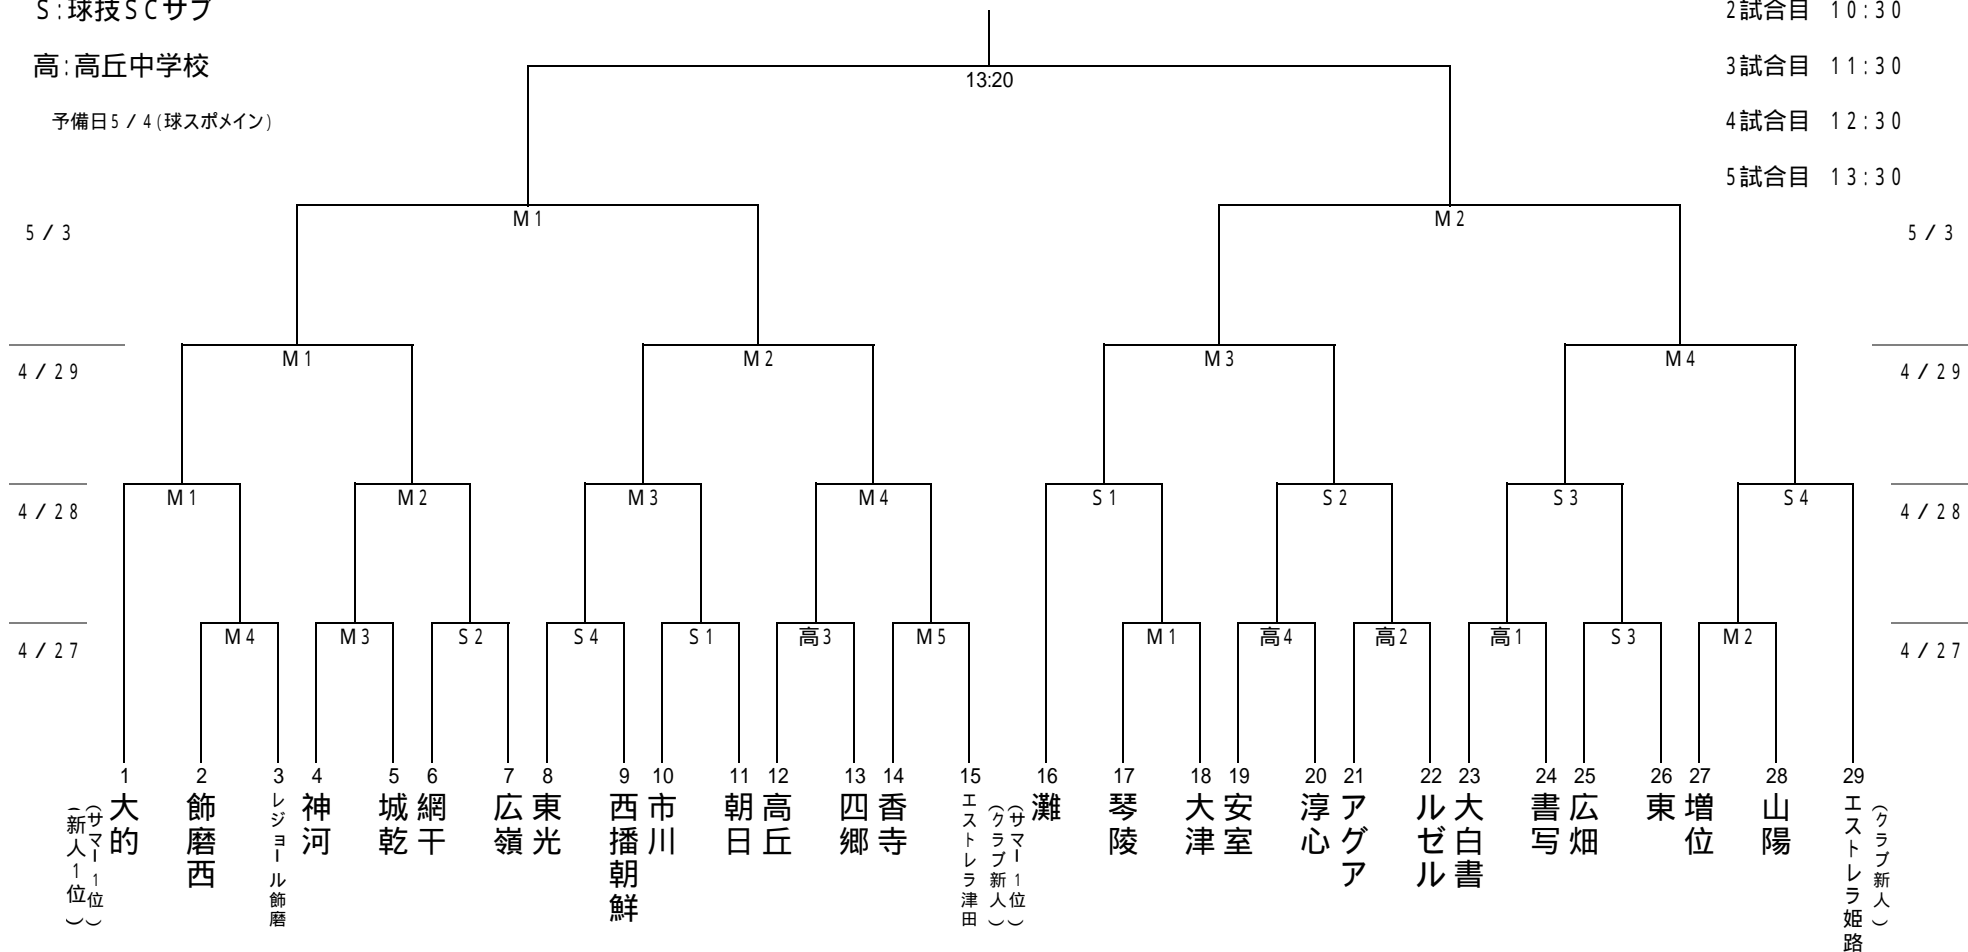 S:球技SCサブ
2試合目 10:30
高:高丘中学校
3試合目 11:30
13:20
予備日5/4(球スポメイン)
4試合目 12:30
5試合目 13:30
M1
M2
5/3
5/3
M1
M2
M3
M4
4/29
4/29
M1
M2
M3
M4
S1
S2
S3
S4
4/28
4/28
M4
M3
S2
S4
S1
高3
M5
M1
高4
高2
高1
S3
M2
4/27
4/27
1
2
3
4
5
6
7
8
9
10
11
12
13
14
15
16
17
18
19
20
21
22
23
24
25
26
27
28
29
(サマー1位)
(新人1位)
大的
飾磨西
レジョール飾磨
神河
城乾
網干
広嶺
東光
西播朝鮮
市川
朝日
高丘
四郷
香寺
エストレラ津田
(サマー1位)
(クラブ新人)
灘
琴陵
大津
安室
淳心
アグア
ルゼル
大白書
書写
広畑
東
増位
山陽
エストレラ姫路
(クラブ新人)